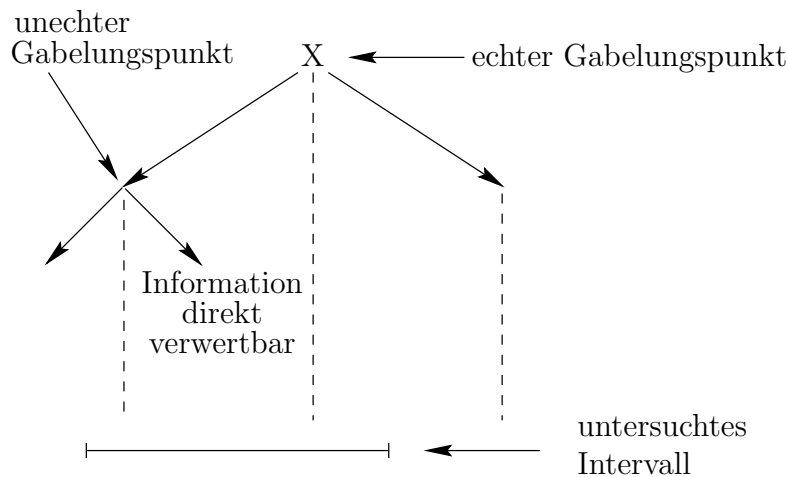 unechter
Gabelungspunkt
X
echter Gabelungspunkt
Information
direkt
verwertbar
untersuchtes
Intervall